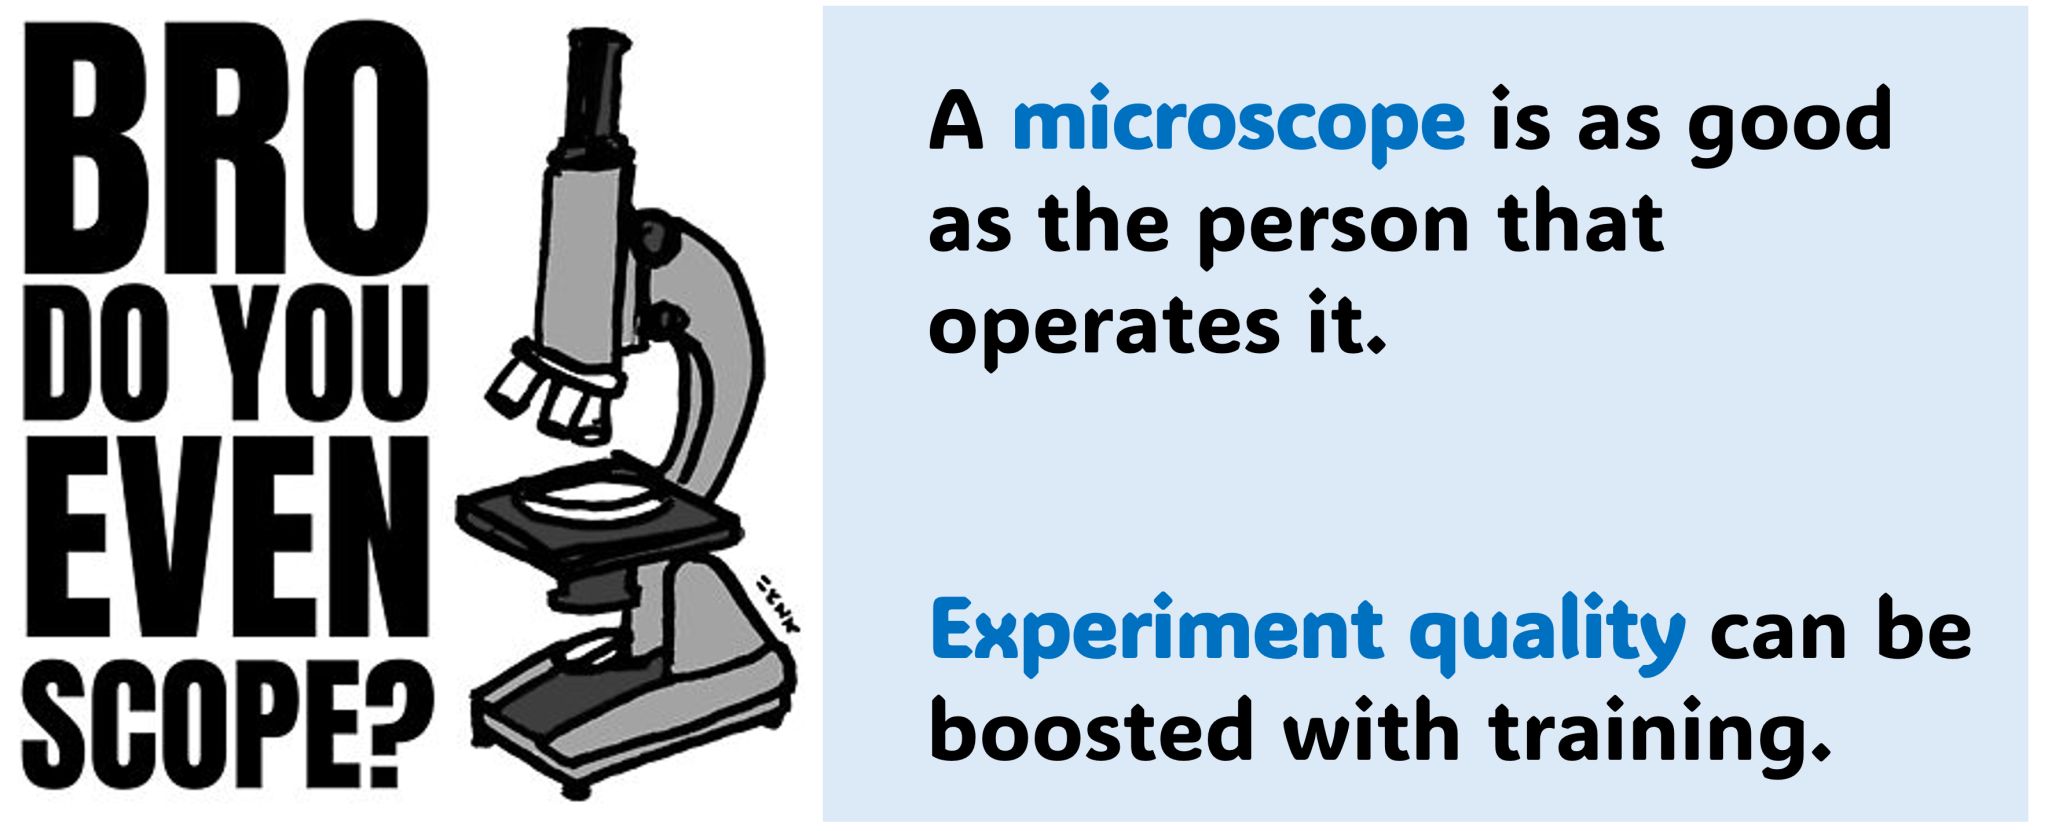 BRO
DO YOU
EVEN
SCOPE?
A microscope is as good
as the person that
operates it.
Experiment quality can be
boosted with training.